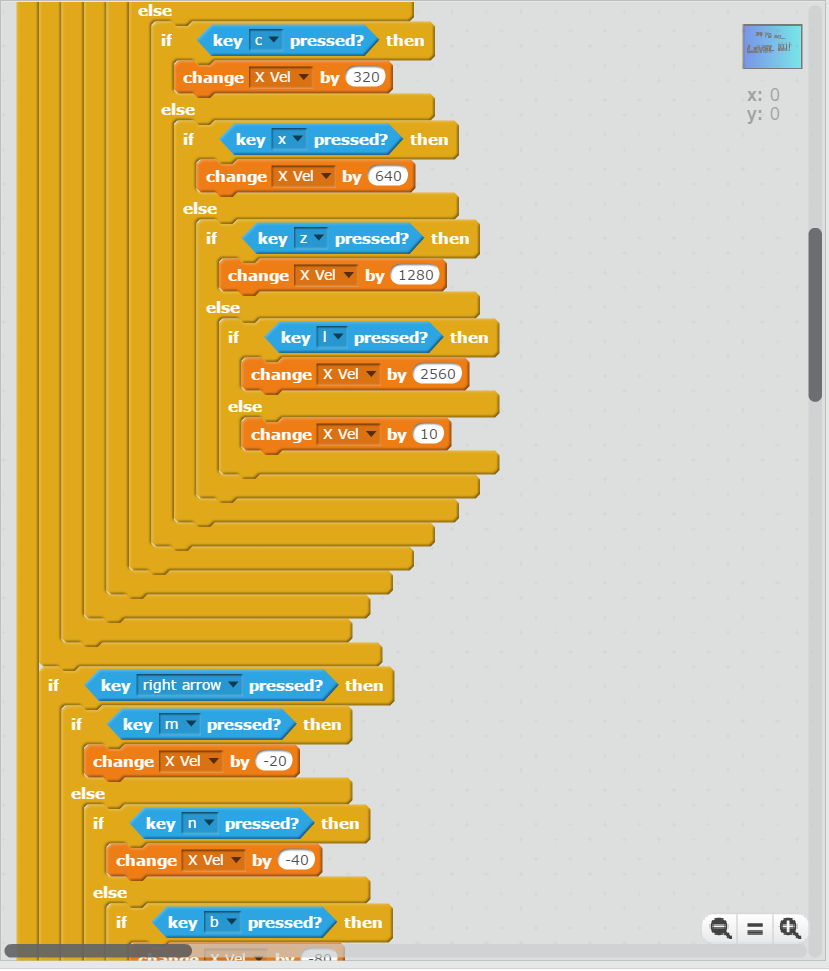 else
if key c pressed? then
change X Vel by 320
else
if key x pressed? then
change X Vel by 640
else
if key z pressed? then
change X Vel by 1280
else
if key l pressed? then
change X Vel by 2560
else
change X Vel by 10
if key right arrow pressed? then
if key m pressed? then
change X Vel by -20
else
if key n pressed? then
change X Vel by -40
else
if key b pressed? then
change X Vel by -80
x: 0
y: 0